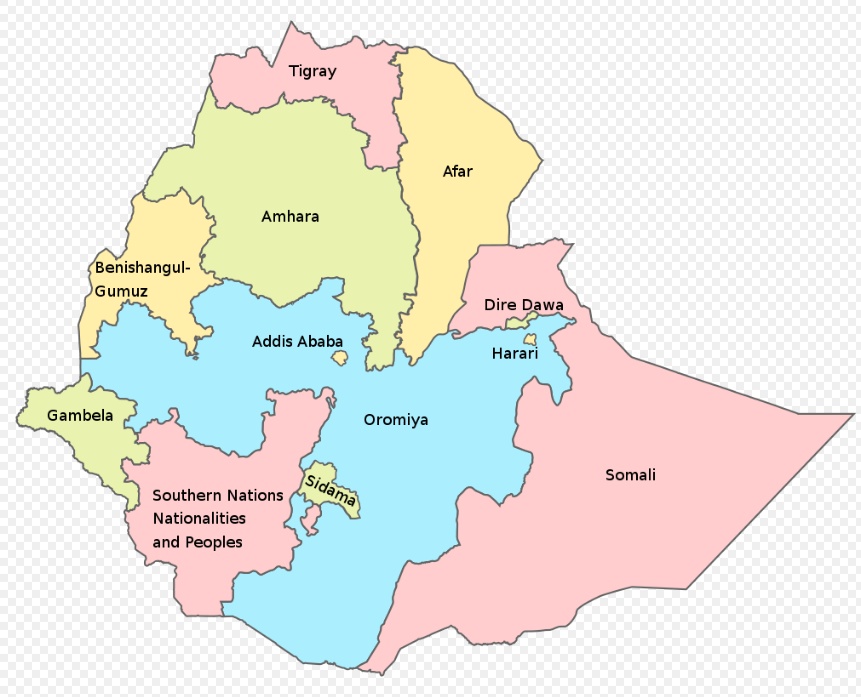 Tigray
Afar
Amhara
Benishangul-
Gumuz
Dire Dawa
Addis Ababa
Harari
Gambela
Oromiya
Somali
Sidama
Southern Nations
Nationalities
and Peoples